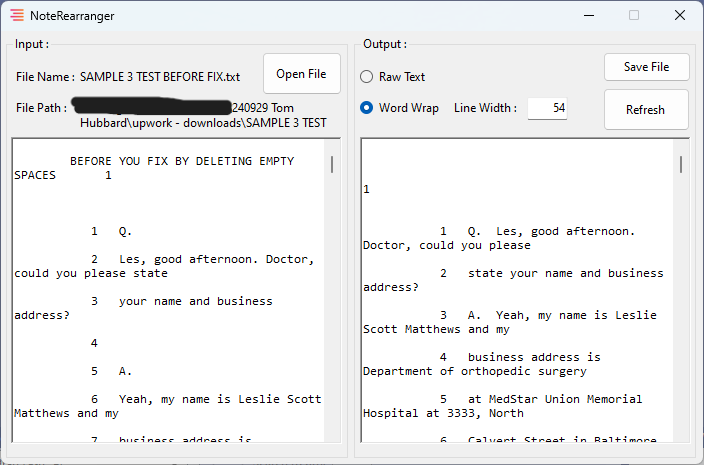 NoteRearranger
Input :
File Name : SAMPLE 3 TEST BEFORE FIX.txt
Open File
File Path :
240929 Tom
Hubbard\upwork - downloads\SAMPLE 3 TEST
BEFORE YOU FIX BY DELETING EMPTY
SPACES 1
1 Q.
2 Les, good afternoon. Doctor,
could you please state
3 your name and business
address?
4
5 A.
6 Yeah, my name is Leslie Scott
Matthews and my
7 business address is
Output :
Raw Text
Save File
Word Wrap Line Width : 54
Refresh
1
1 Q. Les, good afternoon.
Doctor, could you please
2 state your name and business
address?
3 A. Yeah, my name is Leslie
Scott Matthews and my
4 business address is
Department of orthopedic surgery
5 at MedStar Union Memorial
Hospital at 3333, North
6 Calvert Street in Baltimore